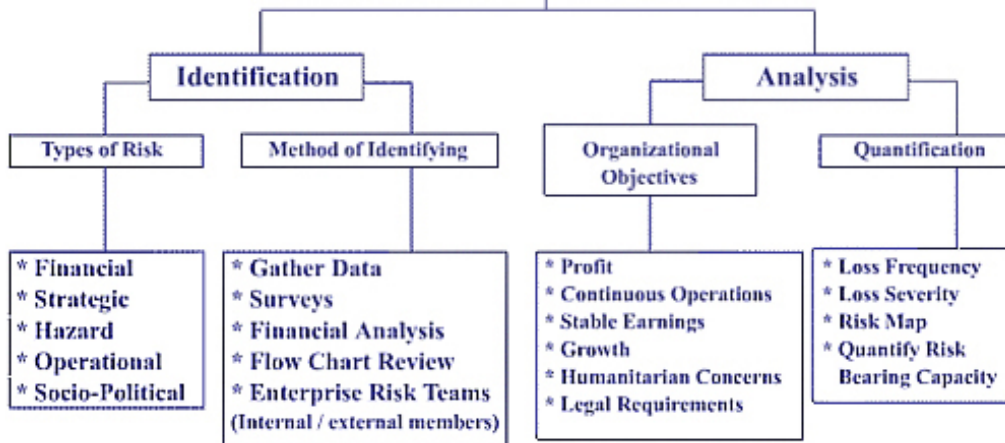 Identification
Analysis
Types of Risk
Method of Identifying
Organizational
Objectives
Quantification
* Financial
* Strategic
* Hazard
* Operational
* Socio-Political
* Gather Data
* Surveys
* Financial Analysis
* Flow Chart Review
* Enterprise Risk Teams
(Internal / external members)
* Profit
* Continuous Operations
* Stable Earnings
* Growth
* Humanitarian Concerns
* Legal Requirements
* Loss Frequency
* Loss Severity
* Risk Map
* Quantify Risk
Bearing Capacity